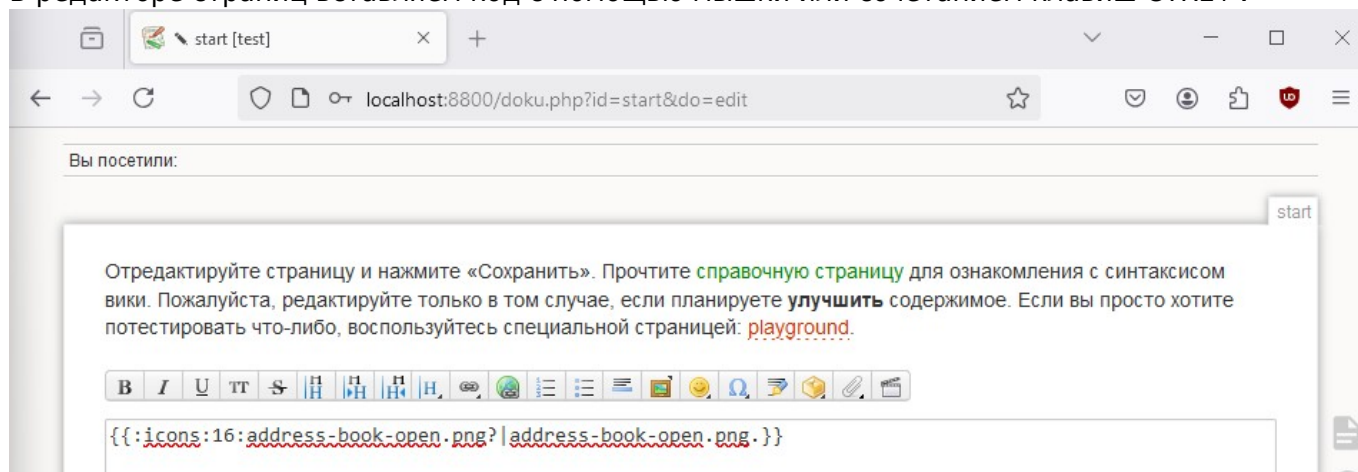 В редакторе страниц вставляем код с помощью мышки или сочетанием клавиш CTRL+V
start [test]
localhost:8800/doku.php?id=start&do=edit
Вы посетили:
start
Отредактируйте страницу и нажмите «Сохранить». Прочтите справочную страницу для ознакомления с синтаксисом
вики. Пожалуйста, редактируйте только в том случае, если планируете улучшить содержимое. Если вы просто хотите
потестировать что-либо, воспользуйтесь специальной страницей: playground.
B I U TT S H H H H,
{{:icons:16:address-book-open.png?|address-book-open.png.}}